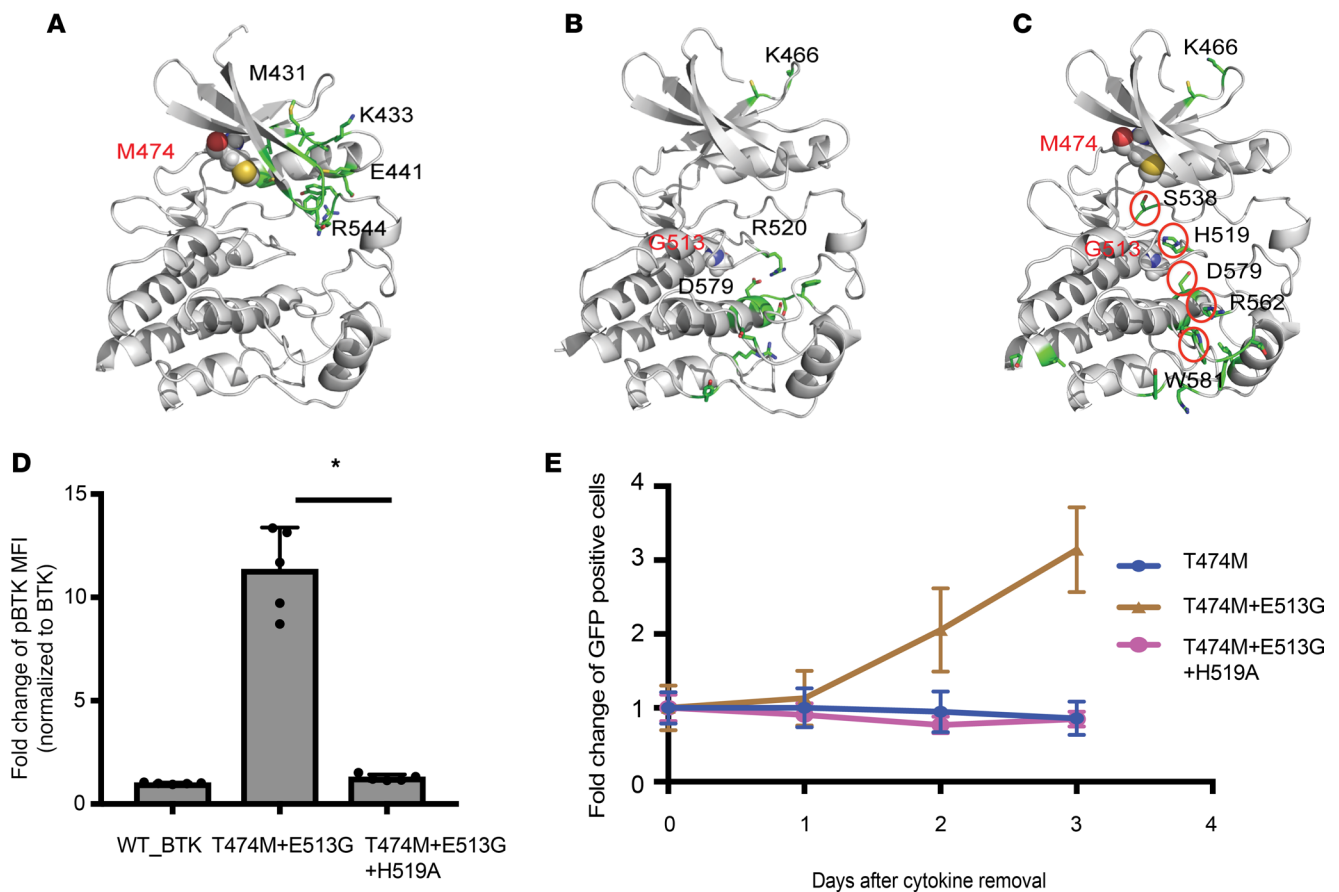 A
M431
K433
M474
E441
R544
B
K466
G513
R520
D579
C
K466
M474
S538
H519
G513
D579
R562
W581
D
*
15
10
5
0
Fold change of pBTK MFI
(normalized to BTK)
WT_BTK
T474M+E513G
T474M+E513G
+H519A
E
4
3
2
1
0
Fold change of GFP positive cells
0
1
2
3
4
Days after cytokine removal
T474M
T474M+E513G
T474M+E513G
+H519A